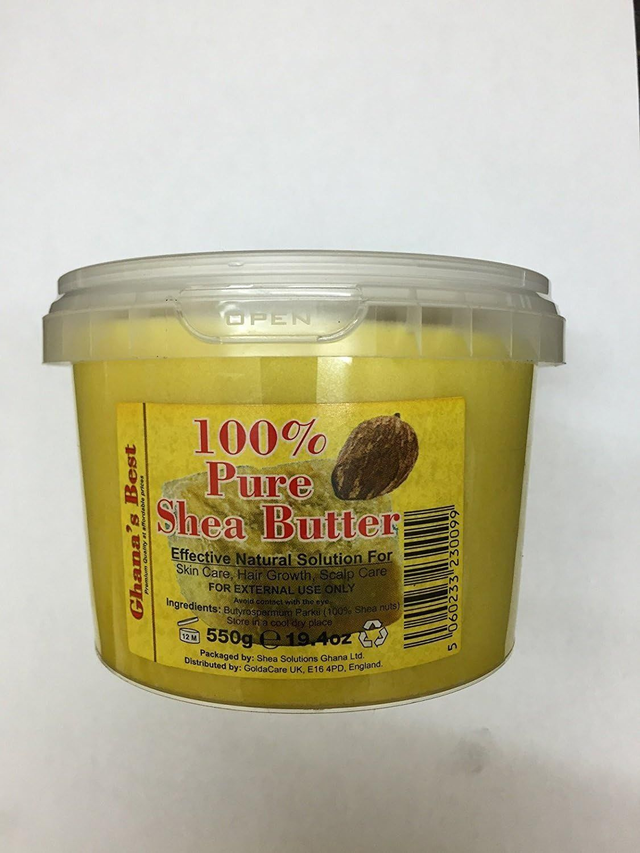 OPEN
Ghana's Best
Premium Quality at affordable prices
100%
Pure
Shea Butter
Effective Natural Solution For
Skin Care, Hair Growth, Scalp Care
FOR EXTERNAL USE ONLY
Avoid contact with the eye.
Ingredients: Butyrospermum Parkii (100% Shea nuts)
Store in a cool dry place
12 M 550g e 19.4oz
Packaged by: Shea Solutions Ghana Ltd.
Distributed by: GoldaCare UK, E16 4PD, England.
5 060233 230099